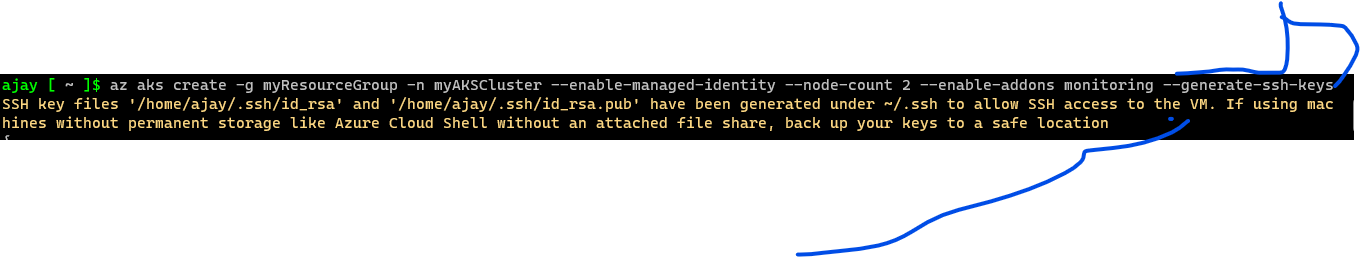 ajay [ ~ ]$ az aks create -g myResourceGroup -n myAKSCluster --enable-managed-identity --node-count 2 --enable-addons monitoring --generate-ssh-keys
SSH key files '/home/ajay/.ssh/id_rsa' and '/home/ajay/.ssh/id_rsa.pub' have been generated under ~/.ssh to allow SSH access to the VM. If using mac
hines without permanent storage like Azure Cloud Shell without an attached file share, back up your keys to a safe location